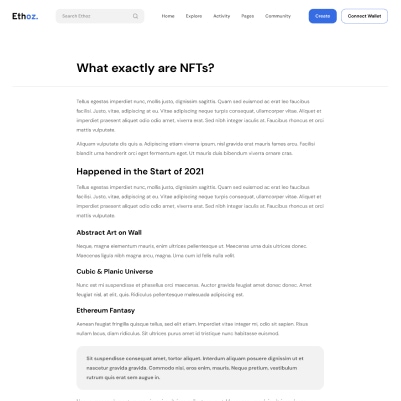 Ethoz.
Search Ethoz
Home
Explore
Activity
Pages
Community
Create
Connect Wallet
What exactly are NFTs?
Tellus egestas imperdiet nunc, mollis justo, dignissim sagittis. Quam sed euismod ac erat leo faucibus
facilisi. Justo, vitae, adipiscing at eu. Vitae adipiscing neque turpis consequat, ullamcorper vitae. Aliquet et
imperdiet praesent aliquet odio odio amet, viverra erat. Sed nibh integer iaculis at. Faucibus rhoncus et orci
mattis vulputate.
Aliquam vulputate dis quis a. Adipiscing etiam viverra ipsum, nisl gravida erat mauris fames arcu. Facilisi
blandit urna hendrerit orci eget fermentum eget. Ut mauris duis bibendum viverra ornare cras.
Happened in the Start of 2021
Tellus egestas imperdiet nunc, mollis justo, dignissim sagittis. Quam sed euismod ac erat leo faucibus
facilisi. Justo, vitae, adipiscing at eu. Vitae adipiscing neque turpis consequat, ullamcorper vitae. Aliquet et
imperdiet praesent aliquet odio odio amet, viverra erat. Sed nibh integer iaculis at. Faucibus rhoncus et orci
mattis vulputate.
Abstract Art on Wall
Neque, magna elementum mauris, enim ultrices pellentesque ut. Maecenas urna duis ultrices donec.
Maecenas ligula nibh magna arcu, magna. Urna cum id felis nulla velit.
Cubic & Planic Universe
Nunc est mi suspendisse et phasellus orci maecenas. Auctor gravida feugiat amet donec donec. Amet
feugiat nisl, at elit, quis. Ridiculus pellentesque malesuada adipiscing est.
Ethereum Fantasy
Aenean feugiat fringilla quisque tellus, sed elit etiam. Imperdiet vitae integer mi, odio sit sapien. Risus
nullam lacus, diam ridiculus. Sit ultrices purus amet id tristique nunc habitasse euismod.
Sit suspendisse consequat amet, tortor aliquet. Interdum aliquam posuere dignissim ut et
nascetur gravida gravida. Commodo nisi, eros enim, mauris. Neque pretium, vestibulum
rutrum quis erat sem augue in.